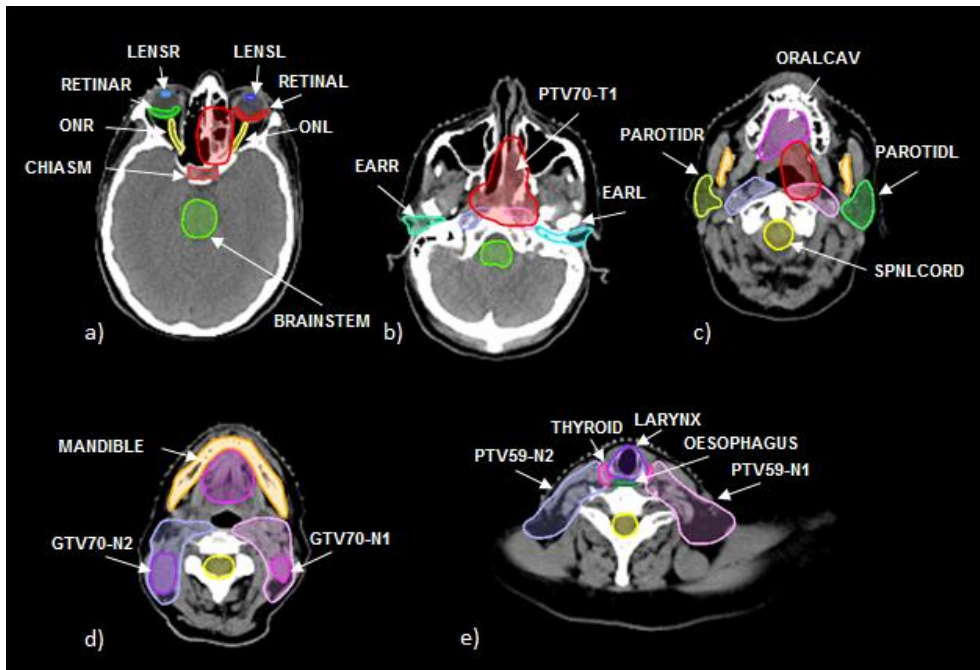 LENSR
LENSL
RETINAR
RETINAL
ONR
ONL
CHIASM
BRAINSTEM
a)
PTV70-T1
EARR
EARL
b)
ORALCAV
PAROTIDR
PAROTIDL
SPNLCORD
c)
MANDIBLE
GTV70-N2
GTV70-N1
d)
THYROID
LARYNX
OESOPHAGUS
PTV59-N2
PTV59-N1
e)